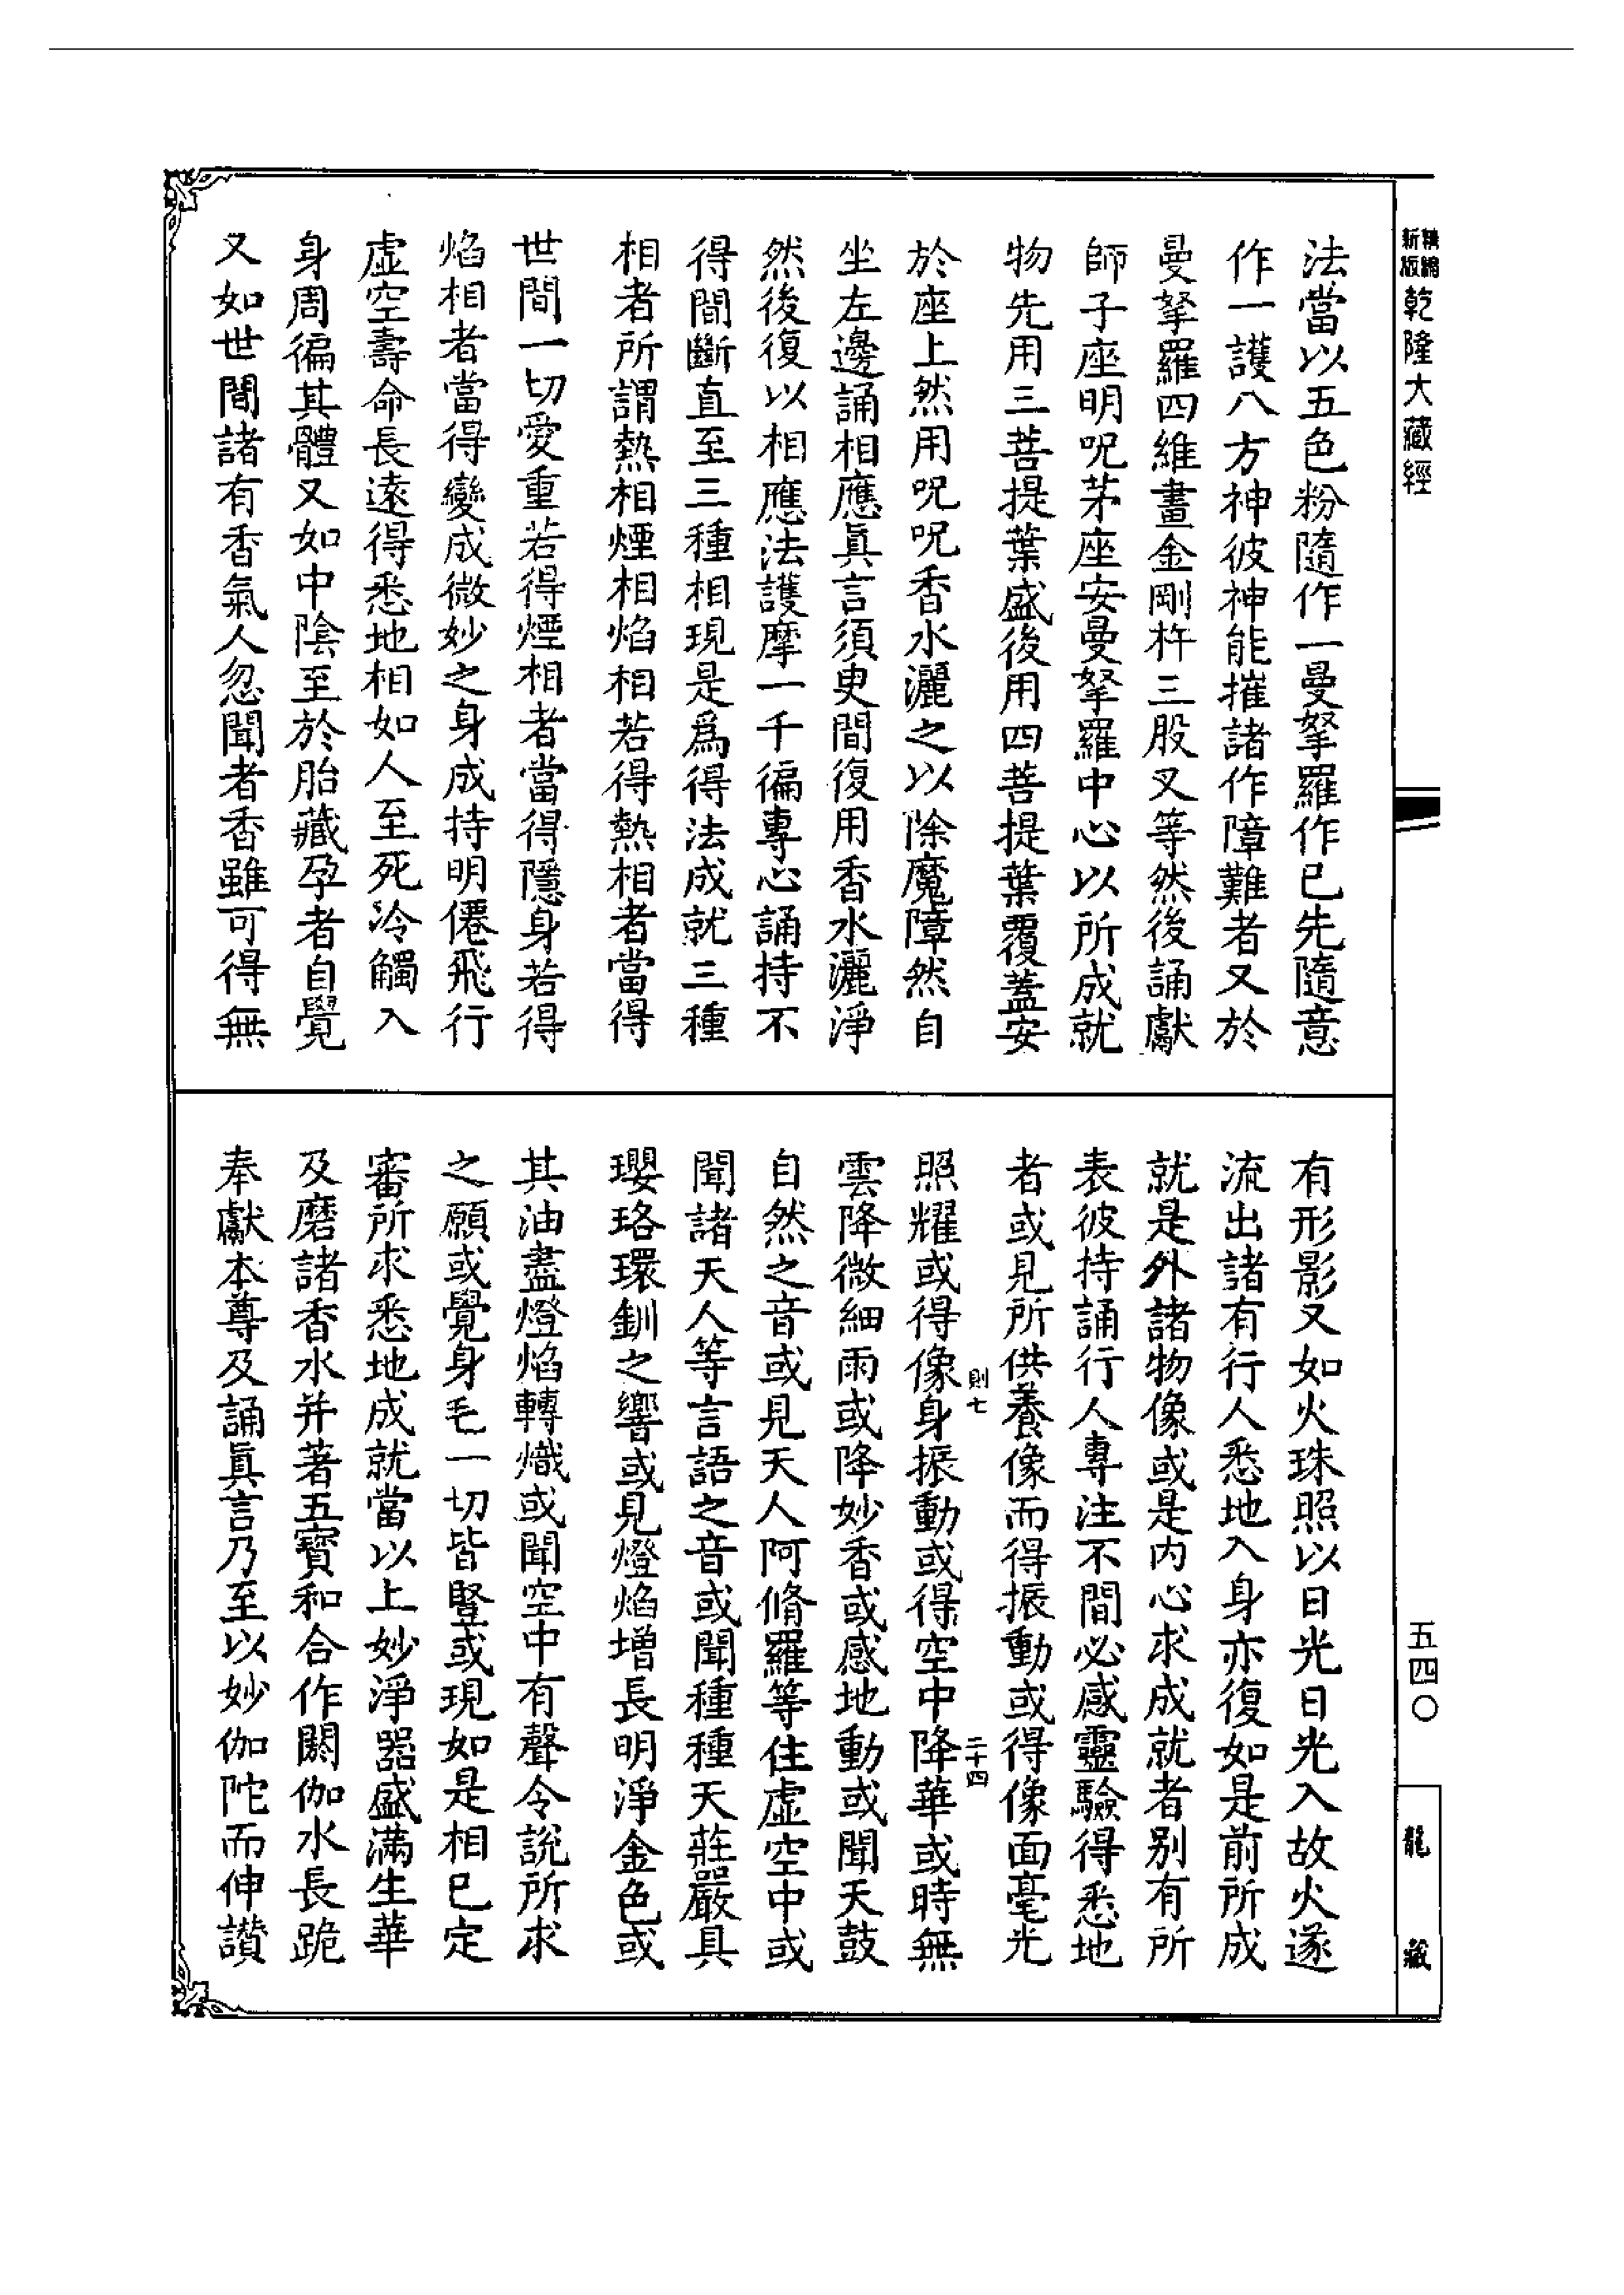 精編
新版
乾隆大藏經
法當以五色粉隨作一曼拏羅作已先隨意
作一護八方神彼神能摧諸作障難者又於
曼拏羅四維畫金剛杵三股叉等然後誦獻
師子座明呪茅座安曼拏羅中心以所成就
物先用三菩提葉盛後用四菩提葉覆蓋安
於座上然用呪呪香水灑之以除魔障然自
坐左邊誦相應眞言須臾間復用香水灑淨
然後復以相應法護摩一千徧專心誦持不
得間斷直至三種相現是爲得法成就三種
相者所謂熱相煙相焰相若得熱相者當得
世間一切愛重若得煙相者當得隱身若得
焰相者當得變成微妙之身成持明僊飛行
虛空壽命長遠得悉地相如人至死冷觸入
身周徧其體又如中陰至於胎藏孕者自覺
又如世間諸有香氣人忽聞者香雖可得無
有形影又如火珠照以日光日光入故火遂
流出諸有行人悉地入身亦復如是前所成
就是外諸物像或是内心求成就者别有所
表彼持誦行人專注不間必感靈驗得悉地
者或見所供養像而得振動或得像面毫光
照耀或得像身振動或得空中降華或時無
則七
二十四
雲降微細雨或降妙香或感地動或聞天鼓
自然之音或見天人阿脩羅等住虛空中或
聞諸天人等言語之音或聞種種天莊嚴具
瓔珞環釧之響或見燈焰增長明淨金色或
其油盡燈焰轉熾或聞空中有聲令說所求
之願或覺身毛一切皆豎或現如是相已定
審所求悉地成就當以上妙淨器盛滿生華
及磨諸香水并著五寶和合作閼伽水長跪
奉獻本尊及誦眞言乃至以妙伽陀而伸讃
五四〇
龍
藏